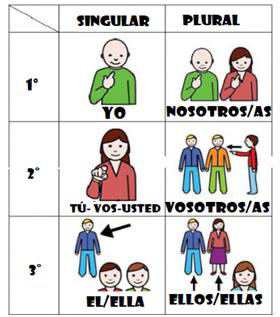 SINGULAR PLURAL
1°
YO NOSOTROS/AS
2°
TÚ- VOS-USTED VOSOTROS/AS
3°
EL/ELLA ELLOS/ELLAS